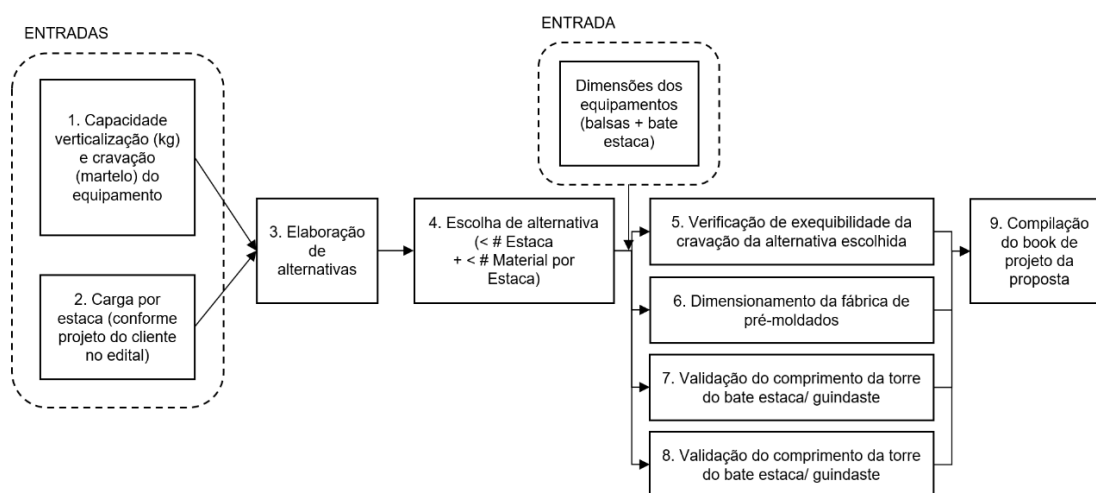 ENTRADAS
1. Capacidade
verticalização (kg)
e cravação
(martelo) do
equipamento
2. Carga por
estaca (conforme
projeto do cliente
no edital)
3. Elaboração
de
alternativas
4. Escolha de alternativa
(< # Estaca
+ < # Material por
Estaca)
ENTRADA
Dimensões dos
equipamentos
(balsas + bate
estaca)
5. Verificação de exequibilidade da
cravação da alternativa escolhida
6. Dimensionamento da fábrica de
pré-moldados
7. Validação do comprimento da torre
do bate estaca/ guindaste
8. Validação do comprimento da torre
do bate estaca/ guindaste
9. Compilação
do book de
projeto da
proposta